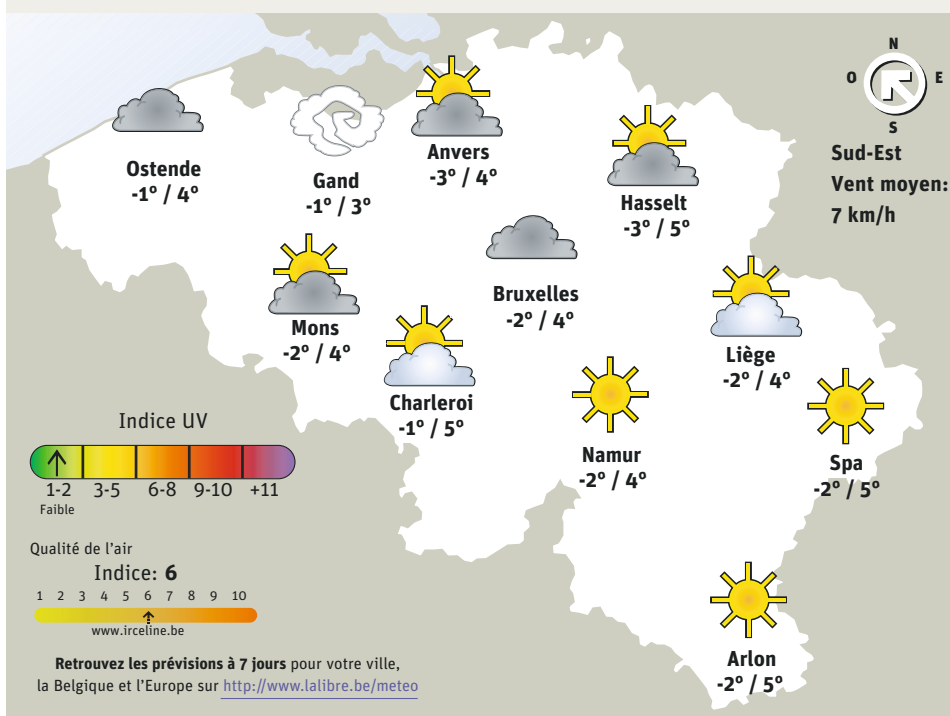 N
O E
S
Sud-Est
Vent moyen:
7 km/h
Ostende
-1° / 4°
Gand
-1° / 3°
Anvers
-3° / 4°
Hasselt
-3° / 5°
Bruxelles
-2° / 4°
Mons
-2° / 4°
Liège
-2° / 4°
Charleroi
-1° / 5°
Namur
-2° / 4°
Spa
-2° / 5°
Arlon
-2° / 5°
Indice UV
1-2 3-5 6-8 9-10 +11
Faible
Qualité de l'air
Indice: 6
1 2 3 4 5 6 7 8 9 10
www.irceline.be
Retrouvez les prévisions à 7 jours pour votre ville,
la Belgique et l'Europe sur http://www.lalibre.be/meteo